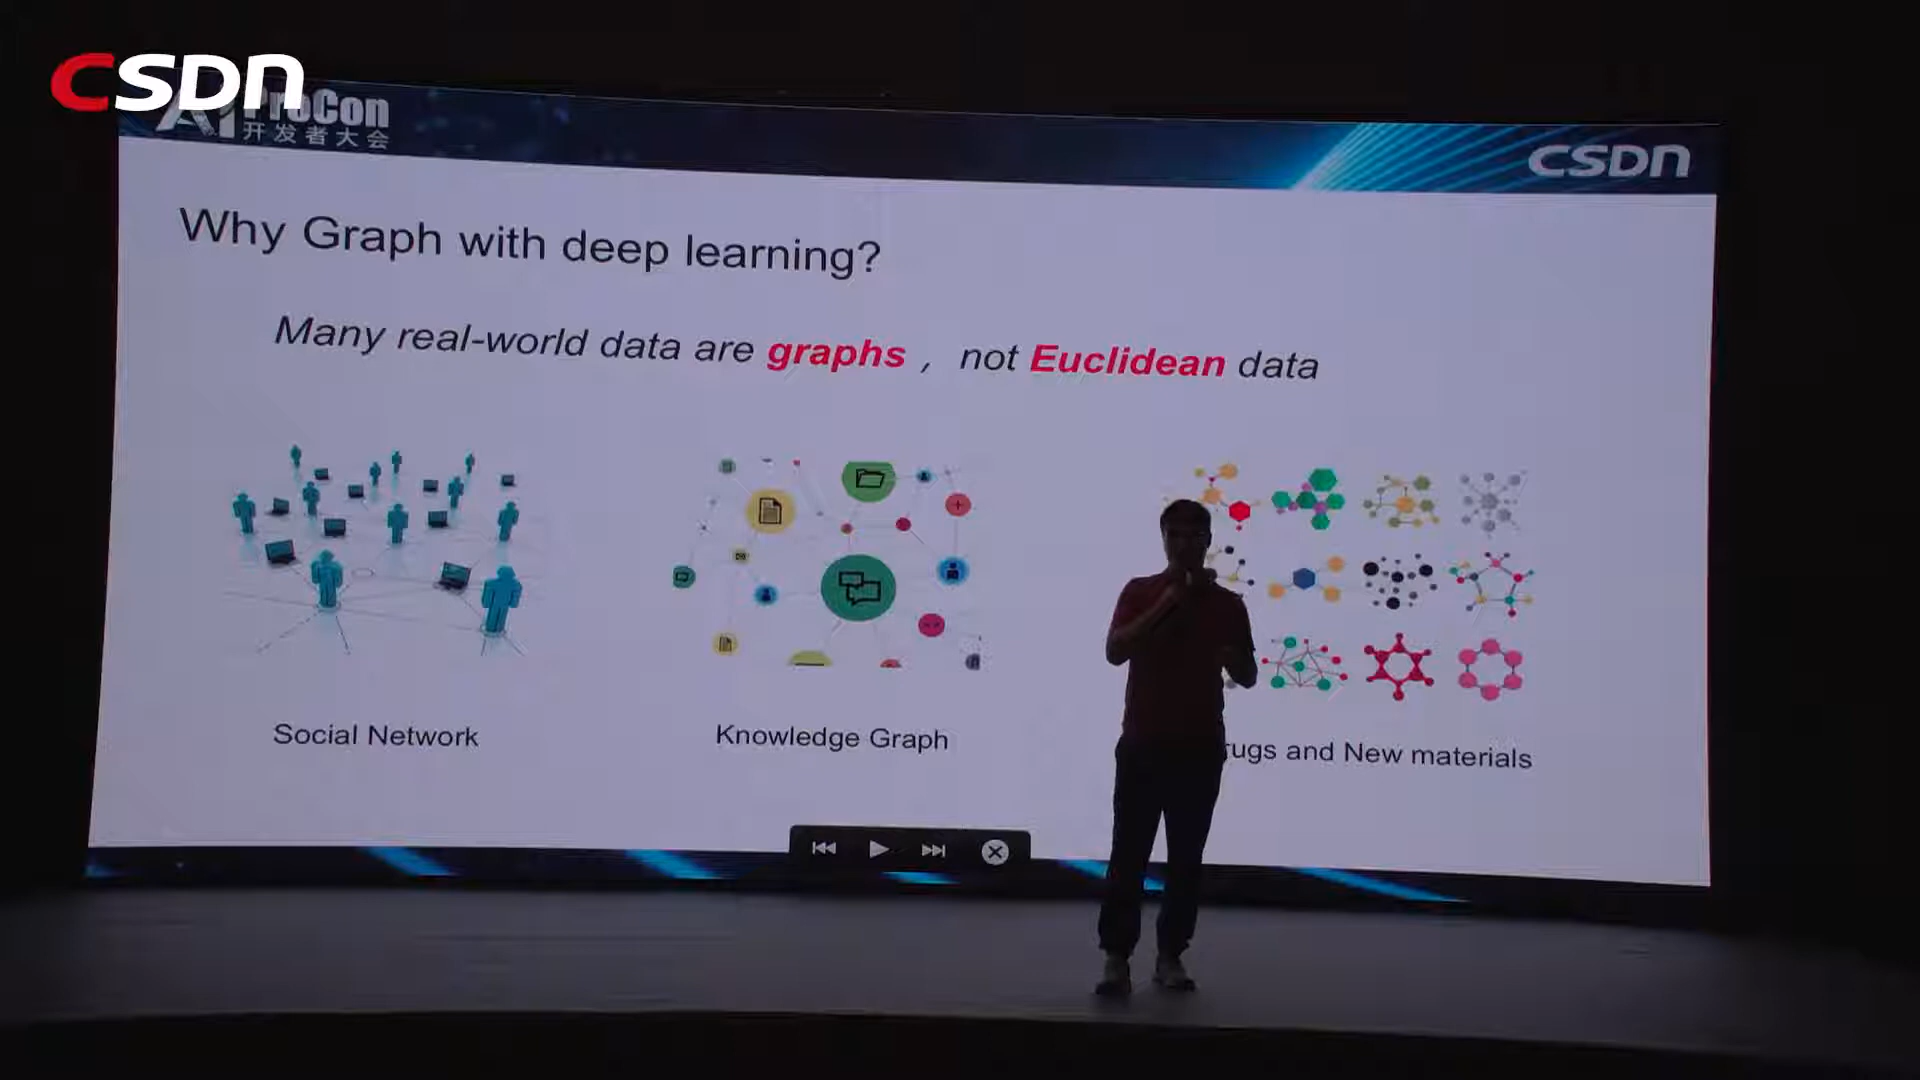 CSDN
AI ProCon
开发者大会
CSDN
Why Graph with deep learning?
Many real-world data are graphs , not Euclidean data
Social Network
Knowledge Graph
rugs and New materials